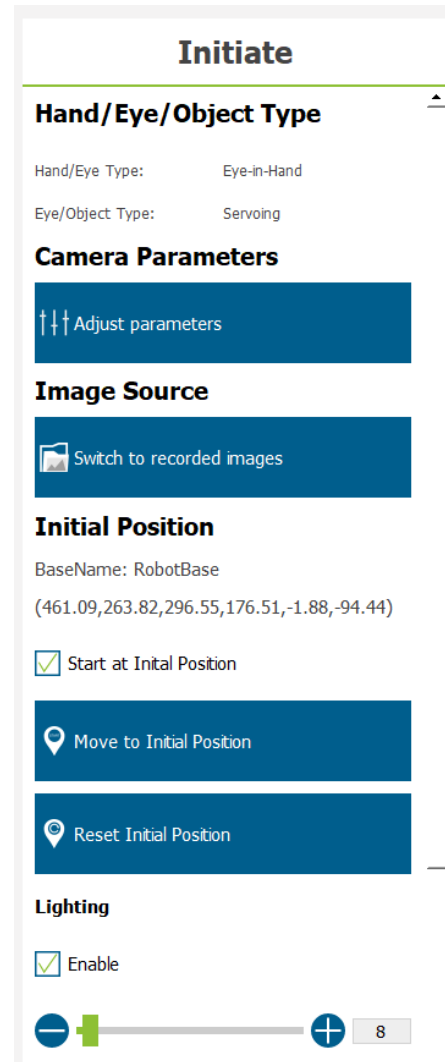 Initiate
Hand/Eye/Object Type
Hand/Eye Type: Eye-in-Hand
Eye/Object Type: Servoing
Camera Parameters
Adjust parameters
Image Source
Switch to recorded images
Initial Position
BaseName: RobotBase
(461.09,263.82,296.55,176.51,-1.88,-94.44)
Start at Inital Position
Move to Initial Position
Reset Initial Position
Lighting
Enable
8